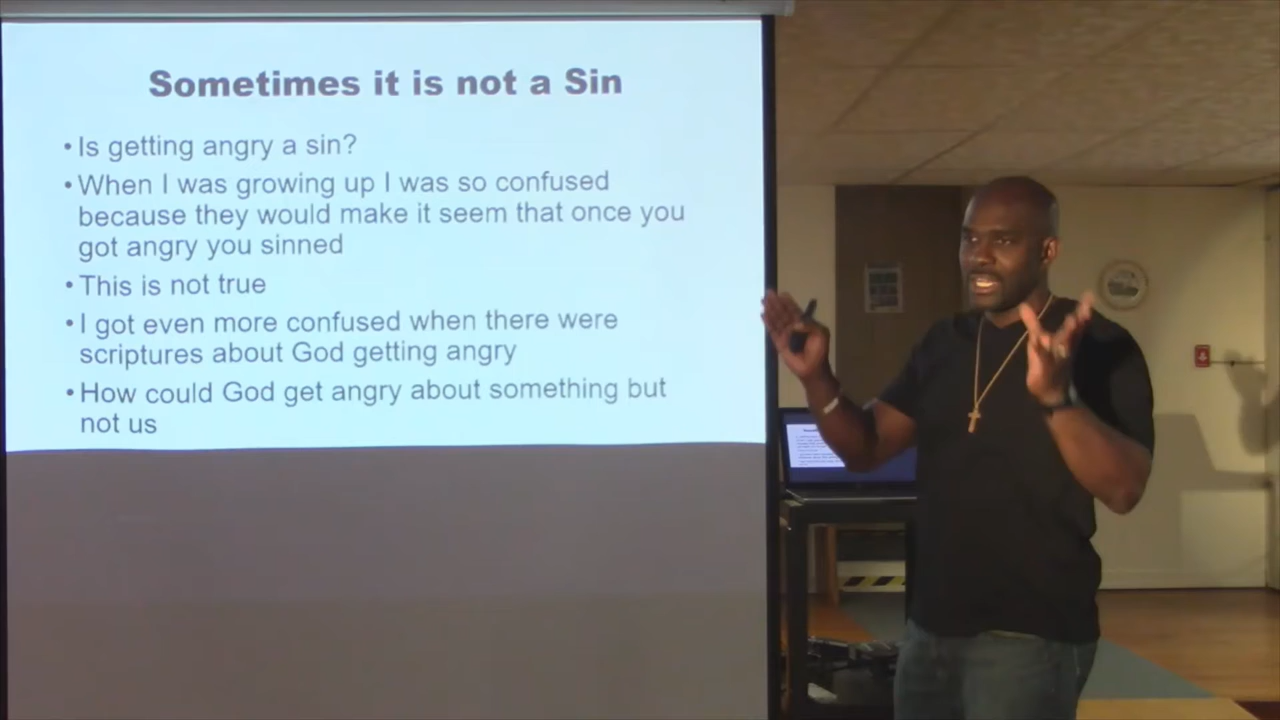 Sometimes it is not a Sin
• Is getting angry a sin?
• When I was growing up I was so confused
because they would make it seem that once you
got angry you sinned
• This is not true
• I got even more confused when there were
scriptures about God getting angry
• How could God get angry about something but
not us